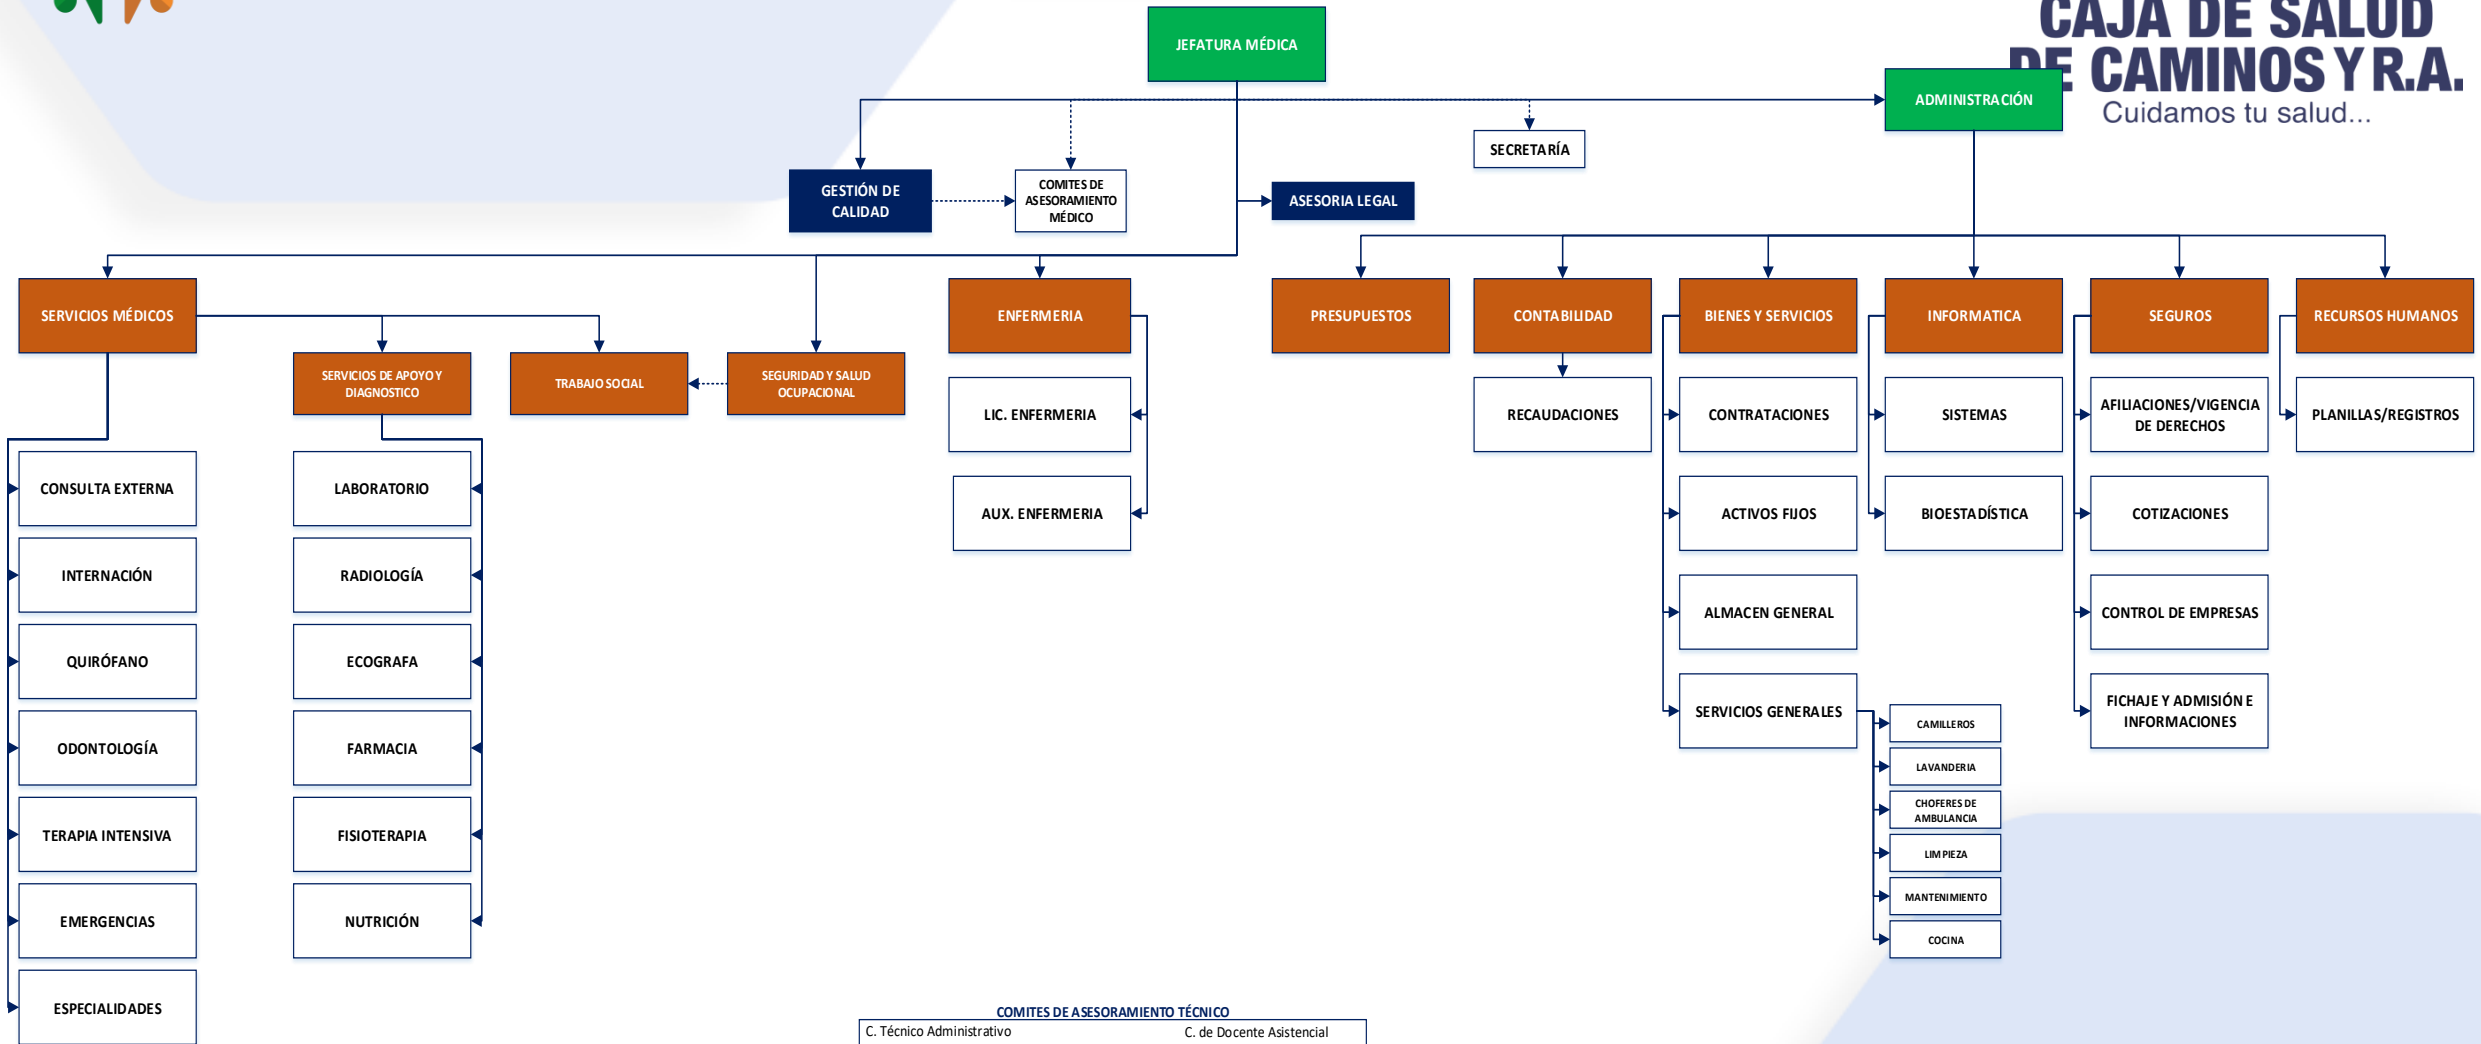 CAJA DE SALUD
DE CAMINOS Y R.A.
Cuidamos tu salud...
JEFATURA MÉDICA
ADMINISTRACIÓN
SECRETARÍA
GESTIÓN DE
CALIDAD
COMITES DE
ASESORAMIENTO
MÉDICO
ASESORIA LEGAL
SERVICIOS MÉDICOS
ENFERMERIA
PRESUPUESTOS
CONTABILIDAD
BIENES Y SERVICIOS
INFORMATICA
SEGUROS
RECURSOS HUMANOS
SERVICIOS DE APOYO Y
DIAGNOSTICO
TRABAJO SOCIAL
SEGURIDAD Y SALUD
OCUPACIONAL
CONSULTA EXTERNA
INTERNACIÓN
QUIRÓFANO
ODONTOLOGÍA
TERAPIA INTENSIVA
EMERGENCIAS
ESPECIALIDADES
LABORATORIO
RADIOLOGÍA
ECOGRAFA
FARMACIA
FISIOTERAPIA
NUTRICIÓN
LIC. ENFERMERIA
AUX. ENFERMERIA
RECAUDACIONES
CONTRATACIONES
ACTIVOS FIJOS
ALMACEN GENERAL
SERVICIOS GENERALES
CAMILLEROS
LAVANDERIA
CHOFERES DE
AMBULANCIA
LIMPIEZA
MANTENIMIENTO
COCINA
SISTEMAS
BIOESTADÍSTICA
AFILIACIONES/VIGENCIA
DE DERECHOS
COTIZACIONES
CONTROL DE EMPRESAS
FICHAJE Y ADMISIÓN E
INFORMACIONES
PLANILLAS/REGISTROS
COMITES DE ASESORAMIENTO TÉCNICO
C. Técnico Administrativo
C. de Docente Asistencial